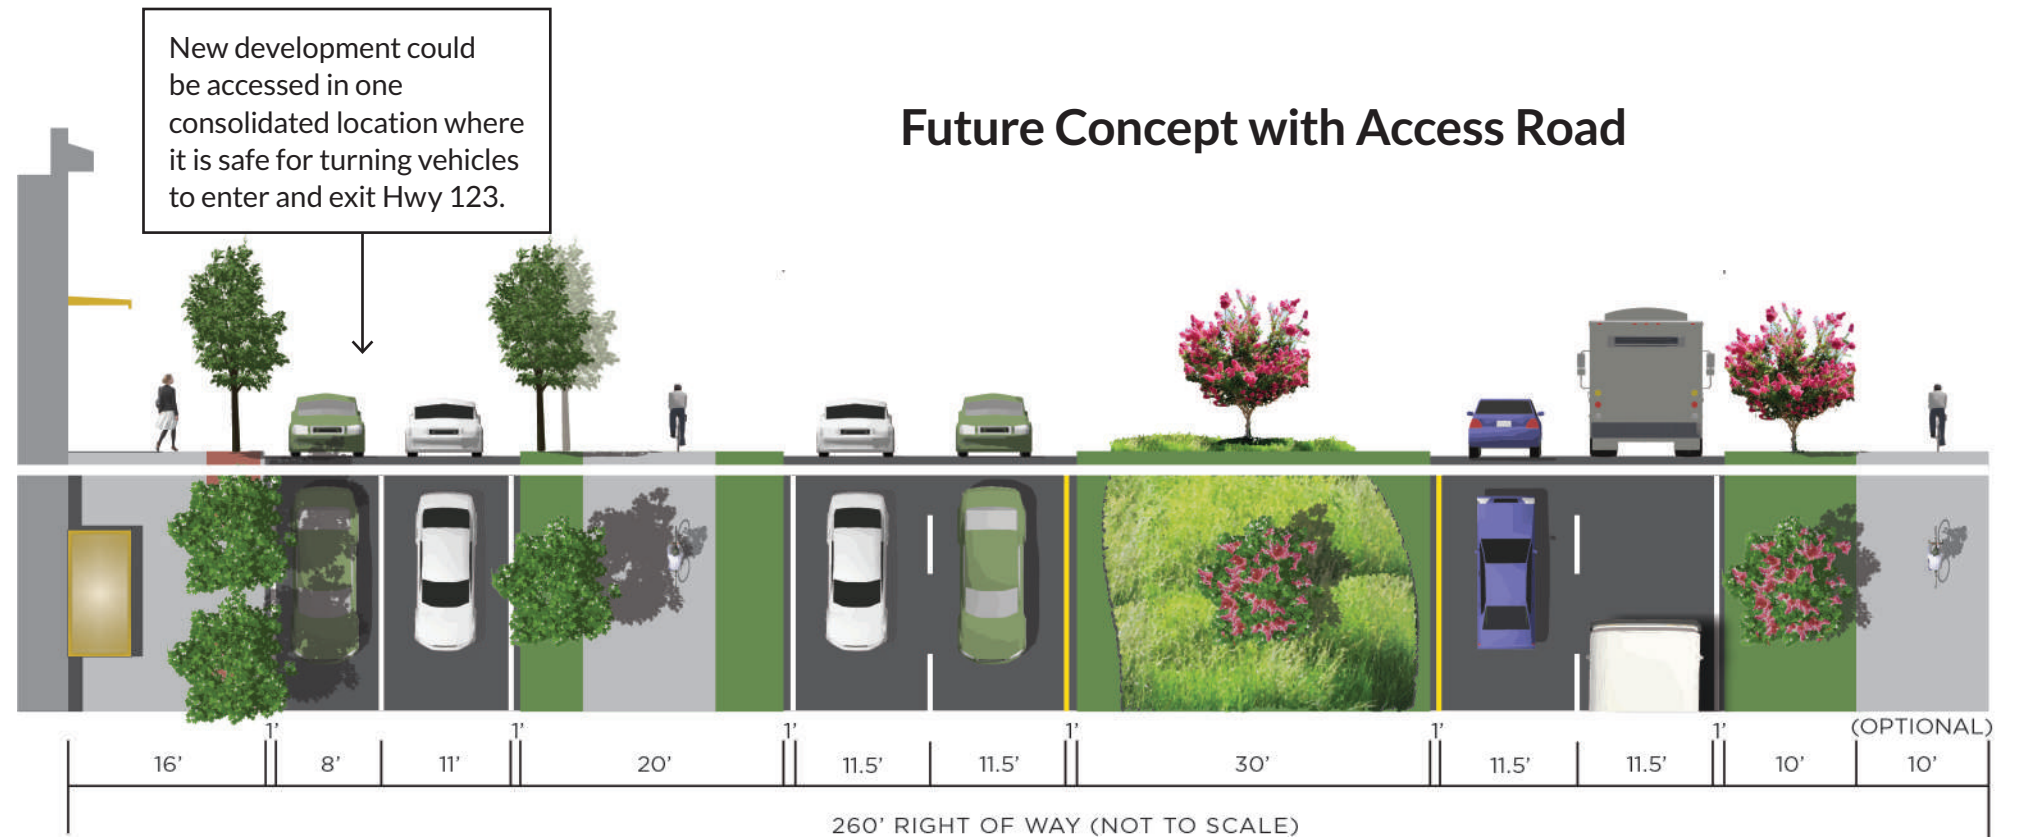 New development could
be accessed in one
consolidated location where
it is safe for turning vehicles
to enter and exit Hwy 123.
Future Concept with Access Road
1' 1' 1' 1' 1' 1' (OPTIONAL)
16' 8' 11' 20' 11.5' 11.5' 30' 11.5' 11.5' 10' 10'
260' RIGHT OF WAY (NOT TO SCALE)